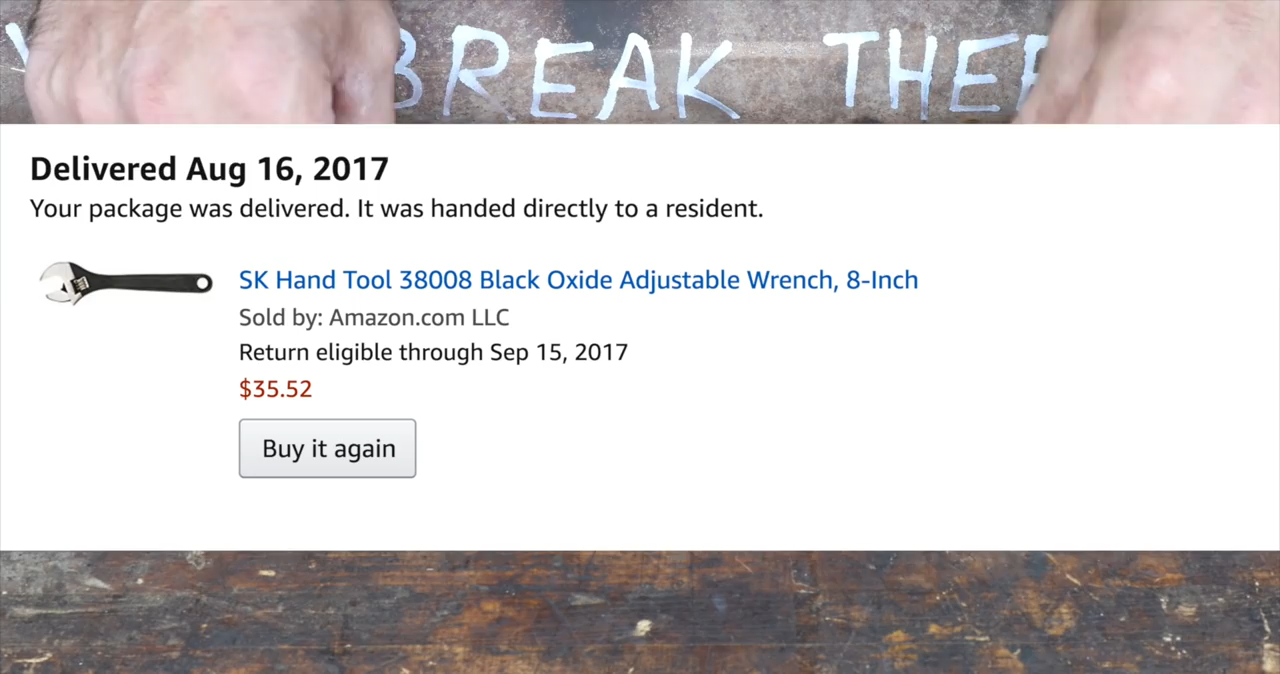 BREAK THE
Delivered Aug 16, 2017
Your package was delivered. It was handed directly to a resident.
SK Hand Tool 38008 Black Oxide Adjustable Wrench, 8-Inch
Sold by: Amazon.com LLC
Return eligible through Sep 15, 2017
$35.52
Buy it again